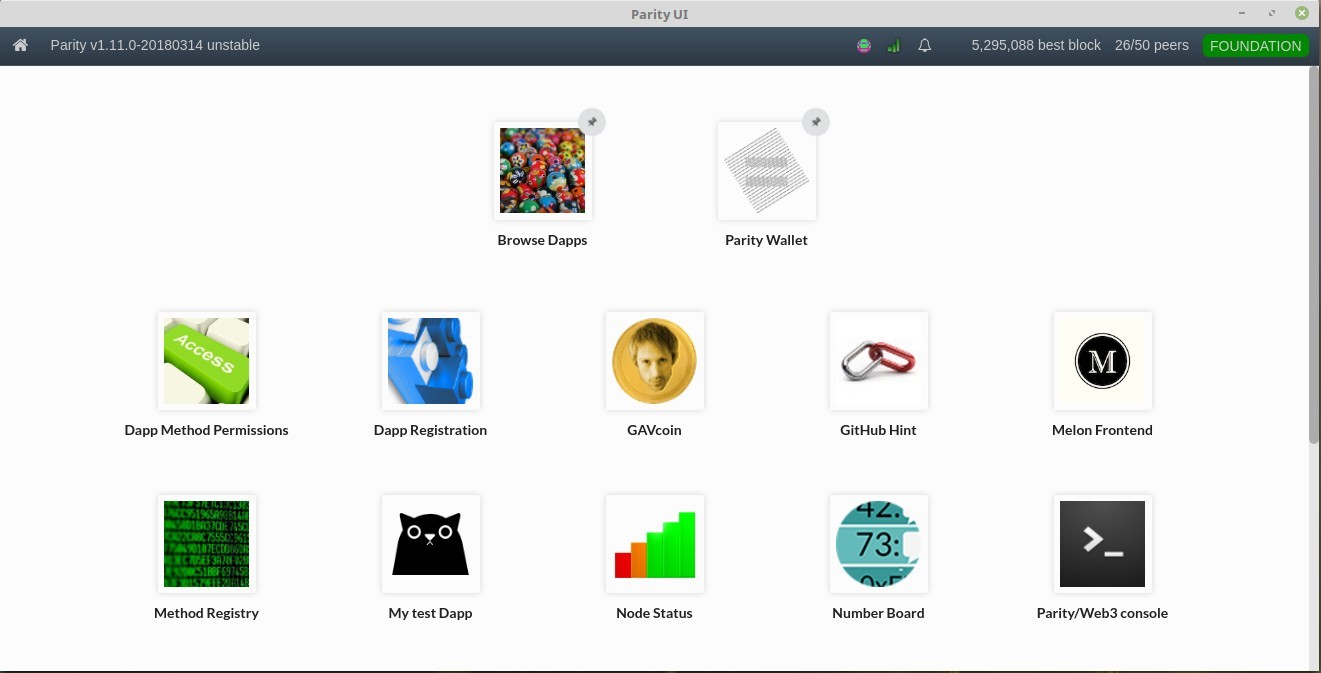 Parity UI
Parity v1.11.0-20180314 unstable
5,295,088 best block 26/50 peers FOUNDATION
Browse Dapps Parity Wallet
Access
M
Dapp Method Permissions Dapp Registration GAVcoin GitHub Hint Melon Frontend
42:
73:
0xF
>_
Method Registry My test Dapp Node Status Number Board Parity/Web3 console